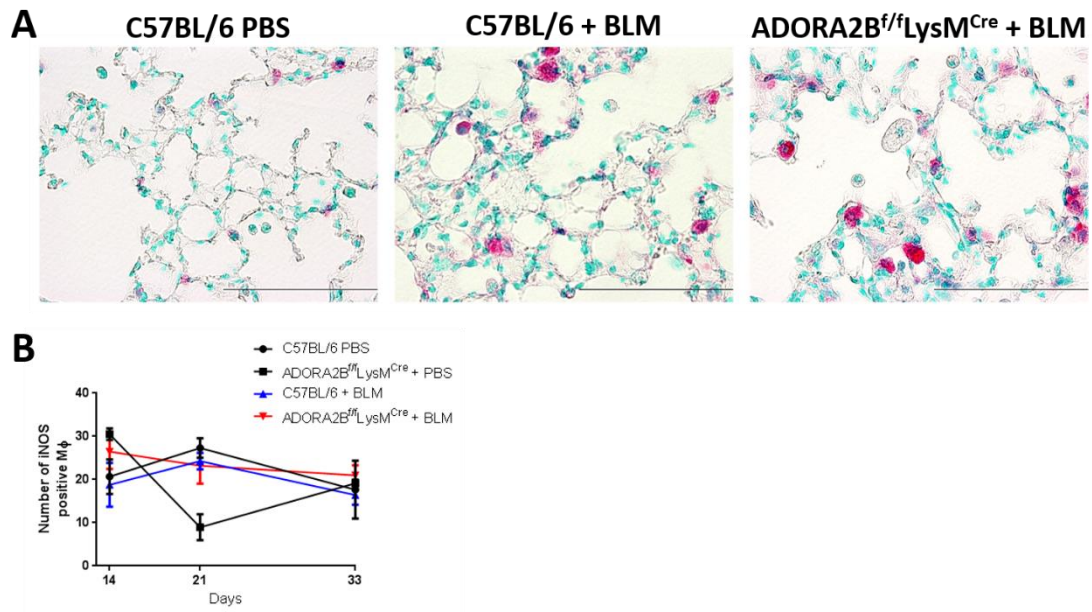 A
C57BL/6 PBS
C57BL/6 + BLM
ADORA2Bf/fLysMCre + BLM
B
C57BL/6 PBS
ADORA2Bf/fLysMCre + PBS
C57BL/6 + BLM
ADORA2Bf/fLysMCre + BLM
Number of iNOS
positive Mϕ
40
30
20
10
0
14
21
33
Days